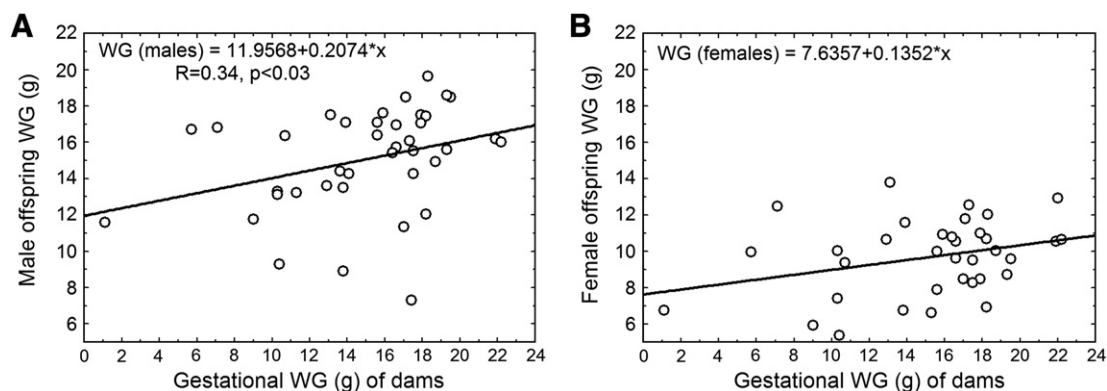 A
WG (males) = 11.9568+0.2074*x
R=0.34, p<0.03
22
20
18
16
14
12
10
8
6
Male offspring WG (g)
0 2 4 6 8 10 12 14 16 18 20 22 24
Gestational WG (g) of dams
B
WG (females) = 7.6357+0.1352*x
22
20
18
16
14
12
10
8
6
Female offspring WG (g)
0 2 4 6 8 10 12 14 16 18 20 22 24
Gestational WG (g) of dams